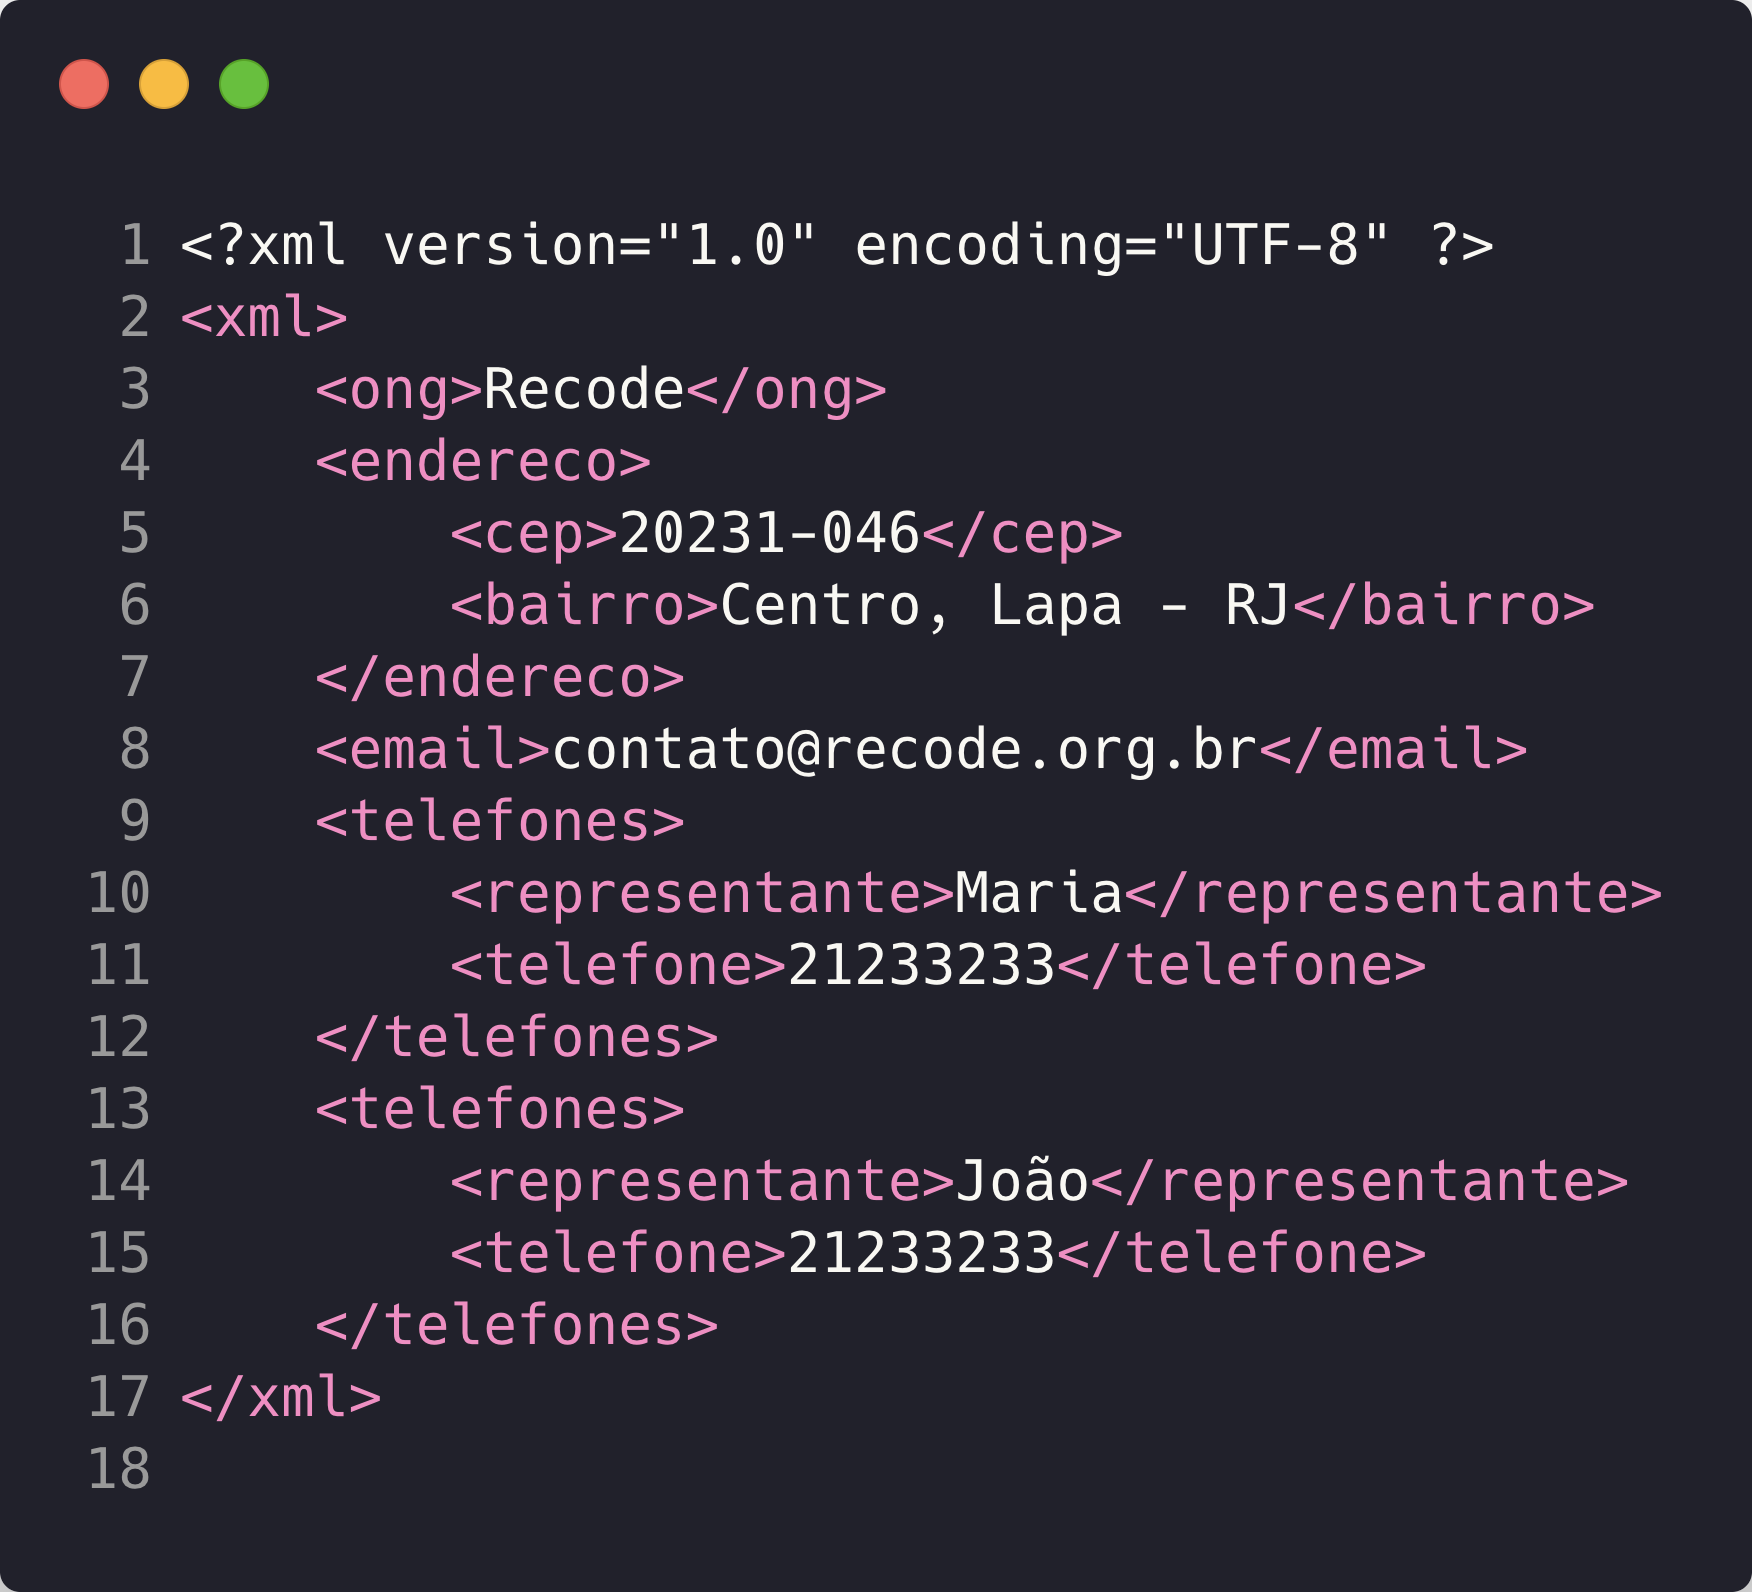 1 <?xml version="1.0" encoding="UTF-8" ?>
2 <xml>
3     <ong>Recode</ong>
4     <endereco>
5         <cep>20231-046</cep>
6         <bairro>Centro, Lapa - RJ</bairro>
7     </endereco>
8     <email>contato@recode.org.br</email>
9     <telefones>
10         <representante>Maria</representante>
11         <telefone>21233233</telefone>
12     </telefones>
13     <telefones>
14         <representante>João</representante>
15         <telefone>21233233</telefone>
16     </telefones>
17 </xml>
18